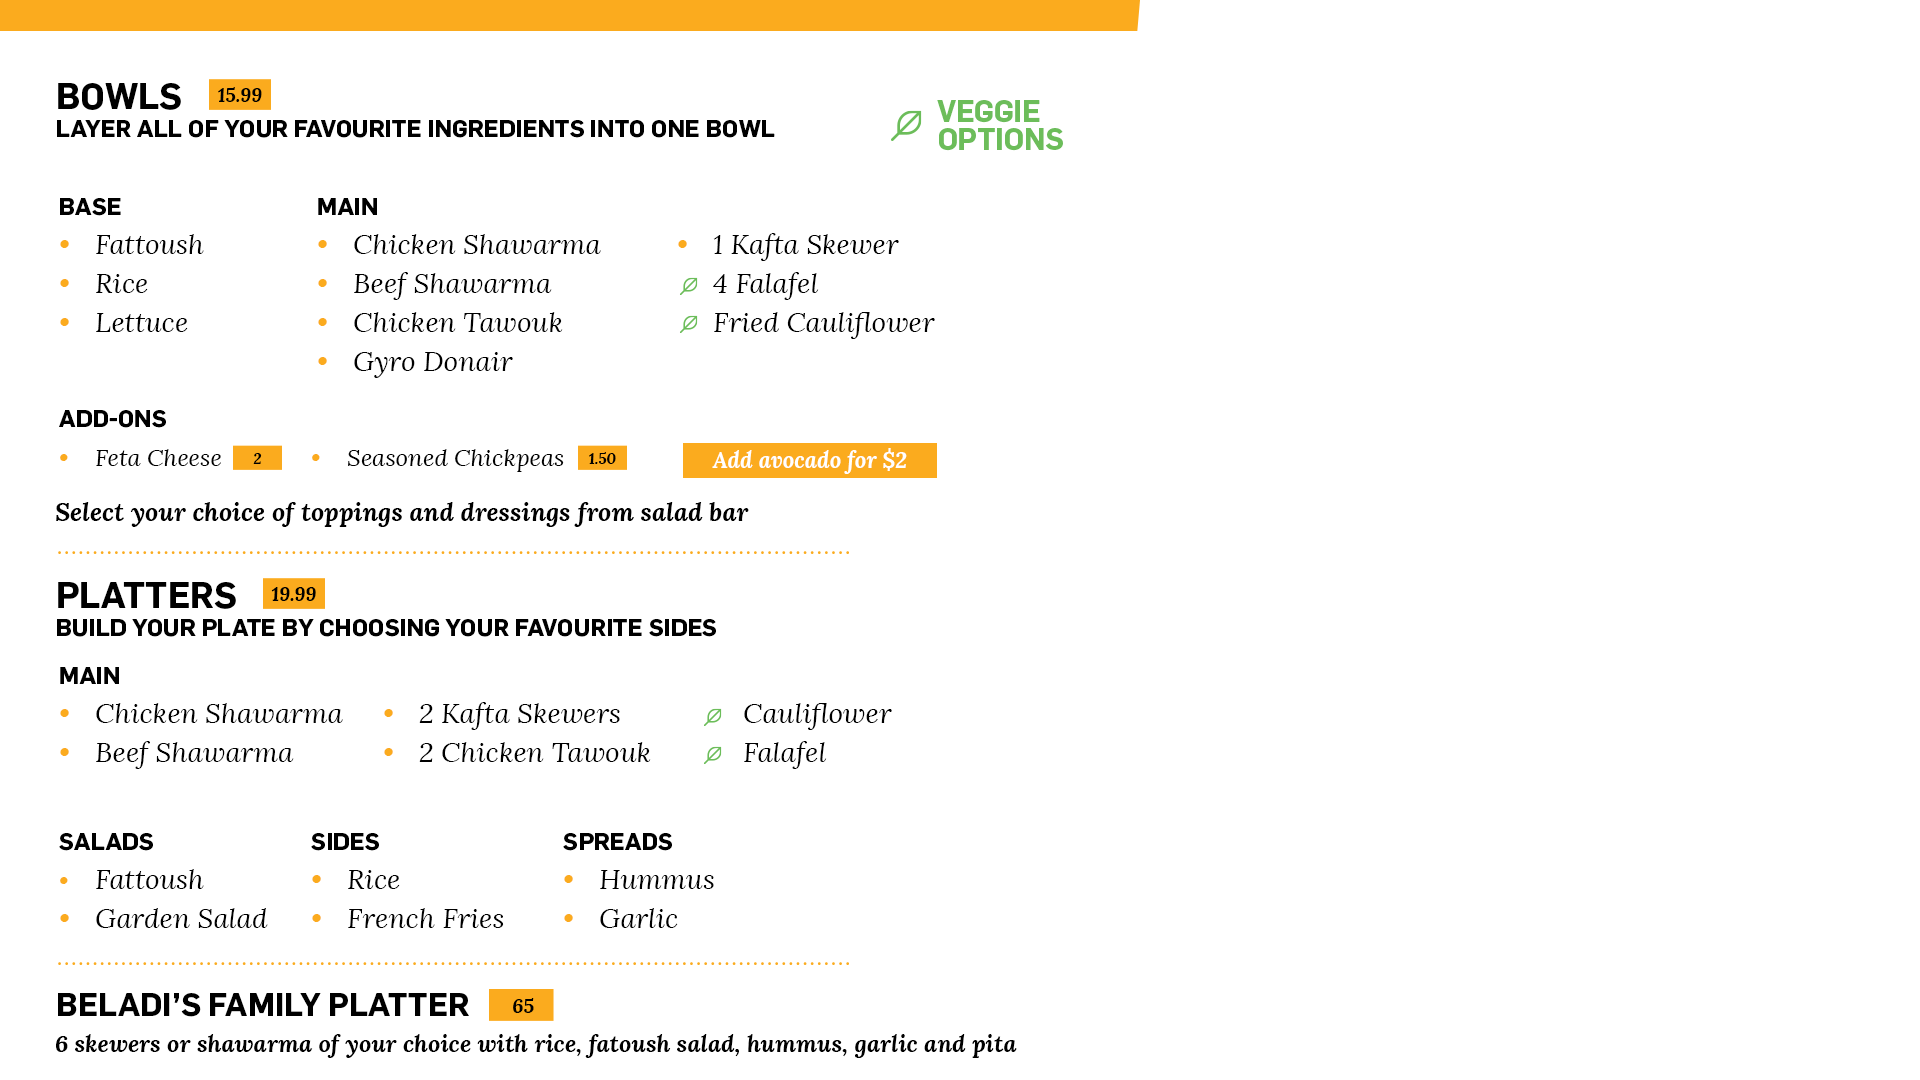 BOWLS 15.99
LAYER ALL OF YOUR FAVOURITE INGREDIENTS INTO ONE BOWL
VEGGIE
OPTIONS
BASE
• Fattoush
• Rice
• Lettuce
MAIN
• Chicken Shawarma
• Beef Shawarma
• Chicken Tawouk
• Gyro Donair
• 1 Kafta Skewer
4 Falafel
Fried Cauliflower
ADD-ONS
• Feta Cheese 2 • Seasoned Chickpeas 1.50 Add avocado for $2
Select your choice of toppings and dressings from salad bar
PLATTERS 19.99
BUILD YOUR PLATE BY CHOOSING YOUR FAVOURITE SIDES
MAIN
• Chicken Shawarma
• Beef Shawarma
• 2 Kafta Skewers
• 2 Chicken Tawouk
Cauliflower
Falafel
SALADS
• Fattoush
• Garden Salad
SIDES
• Rice
• French Fries
SPREADS
• Hummus
• Garlic
BELADI’S FAMILY PLATTER 65
6 skewers or shawarma of your choice with rice, fatoush salad, hummus, garlic and pita